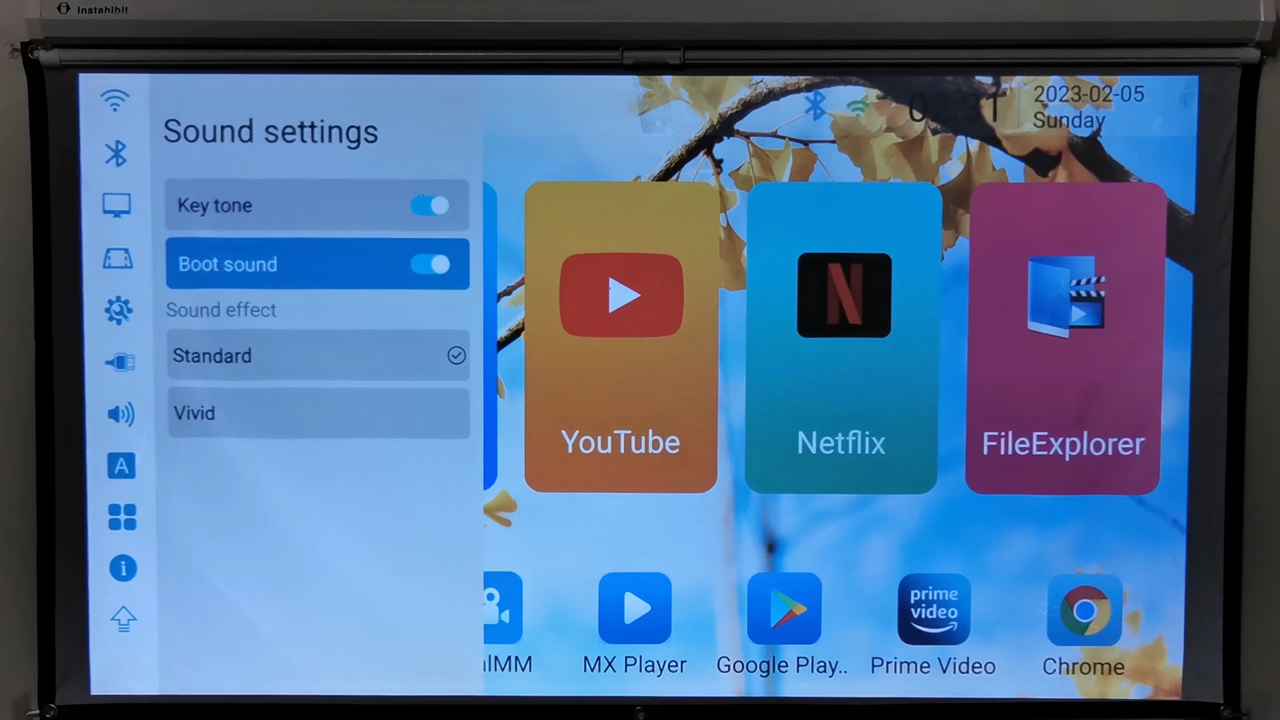 Instahibit
2023-02-05
Sunday
Sound settings
Key tone
Boot sound
Sound effect
Standard
Vivid
A
YouTube
N
Netflix
FileExplorer
prime
video
alMM
MX Player
Google Play..
Prime Video
Chrome